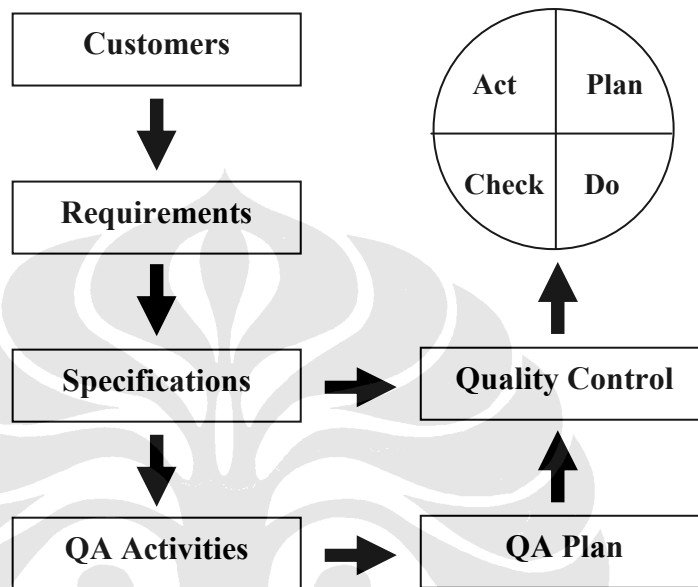 Customers
Act
Plan
Check
Do
Requirements
Specifications
Quality Control
QA Activities
QA Plan